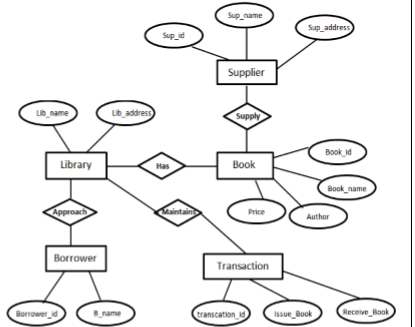 Sup_name
Sup_id
Sup_address
Supplier
Supply
Lib_name
Lib_address
Library
Has
Book
Book_id
Book_name
Price
Author
Approach
Maintains
Borrower
Transaction
Borrower_id
B_name
transcation_id
Issue_Book
Receive_Book